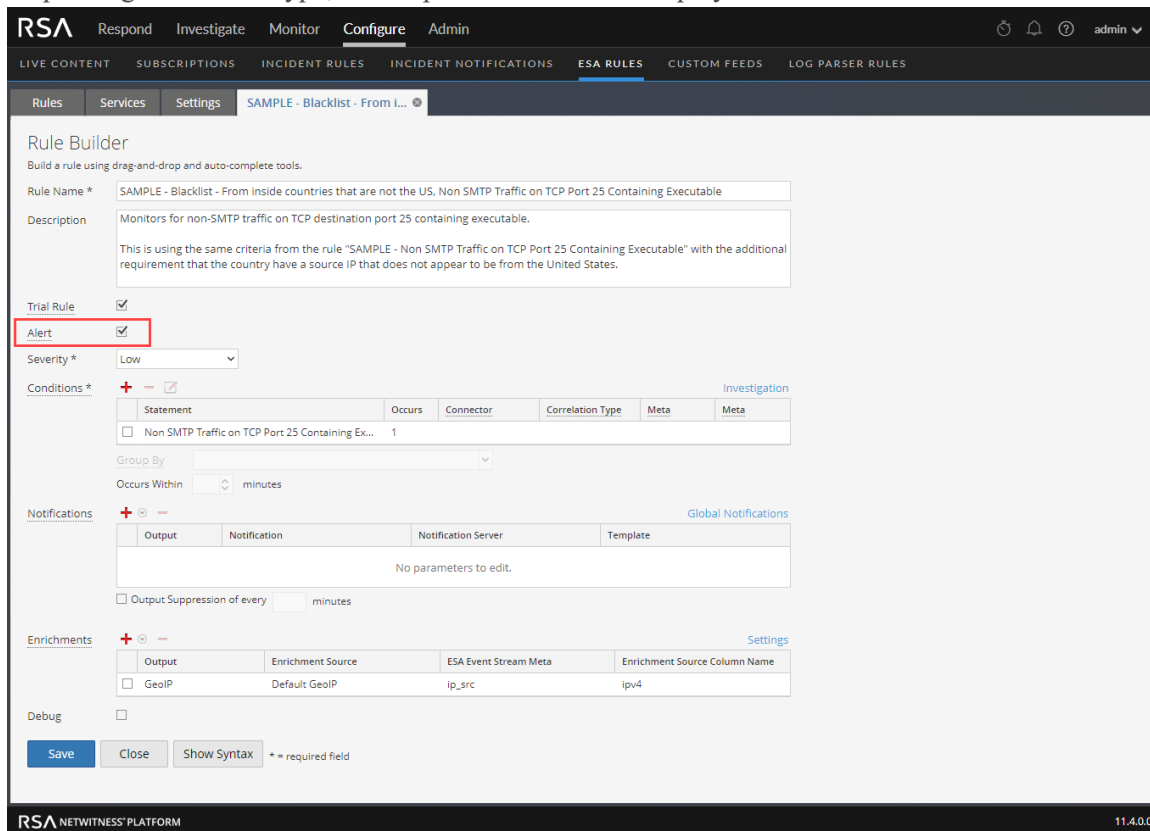 RSA Respond Investigate Monitor Configure Admin admin
LIVE CONTENT SUBSCRIPTIONS INCIDENT RULES INCIDENT NOTIFICATIONS ESA RULES CUSTOM FEEDS LOG PARSER RULES
Rules Services Settings SAMPLE - Blacklist - From i...
Rule Builder
Build a rule using drag-and-drop and auto-complete tools.
Rule Name * SAMPLE - Blacklist - From inside countries that are not the US, Non SMTP Traffic on TCP Port 25 Containing Executable
Description Monitors for non-SMTP traffic on TCP destination port 25 containing executable.
This is using the same criteria from the rule "SAMPLE - Non SMTP Traffic on TCP Port 25 Containing Executable" with the additional
requirement that the country have a source IP that does not appear to be from the United States.
Trial Rule
Alert
Severity * Low
Conditions * Investigation
Statement Occurs Connector Correlation Type Meta Meta
Non SMTP Traffic on TCP Port 25 Containing Ex... 1
Group By
Occurs Within minutes
Notifications Global Notifications
Output Notification Notification Server Template
No parameters to edit.
Output Suppression of every minutes
Enrichments Settings
Output Enrichment Source ESA Event Stream Meta Enrichment Source Column Name
GeoIP Default GeoIP ip_src ipv4
Debug
Save Close Show Syntax * = required field
RSA NETWITNESS® PLATFORM 11.4.0.0